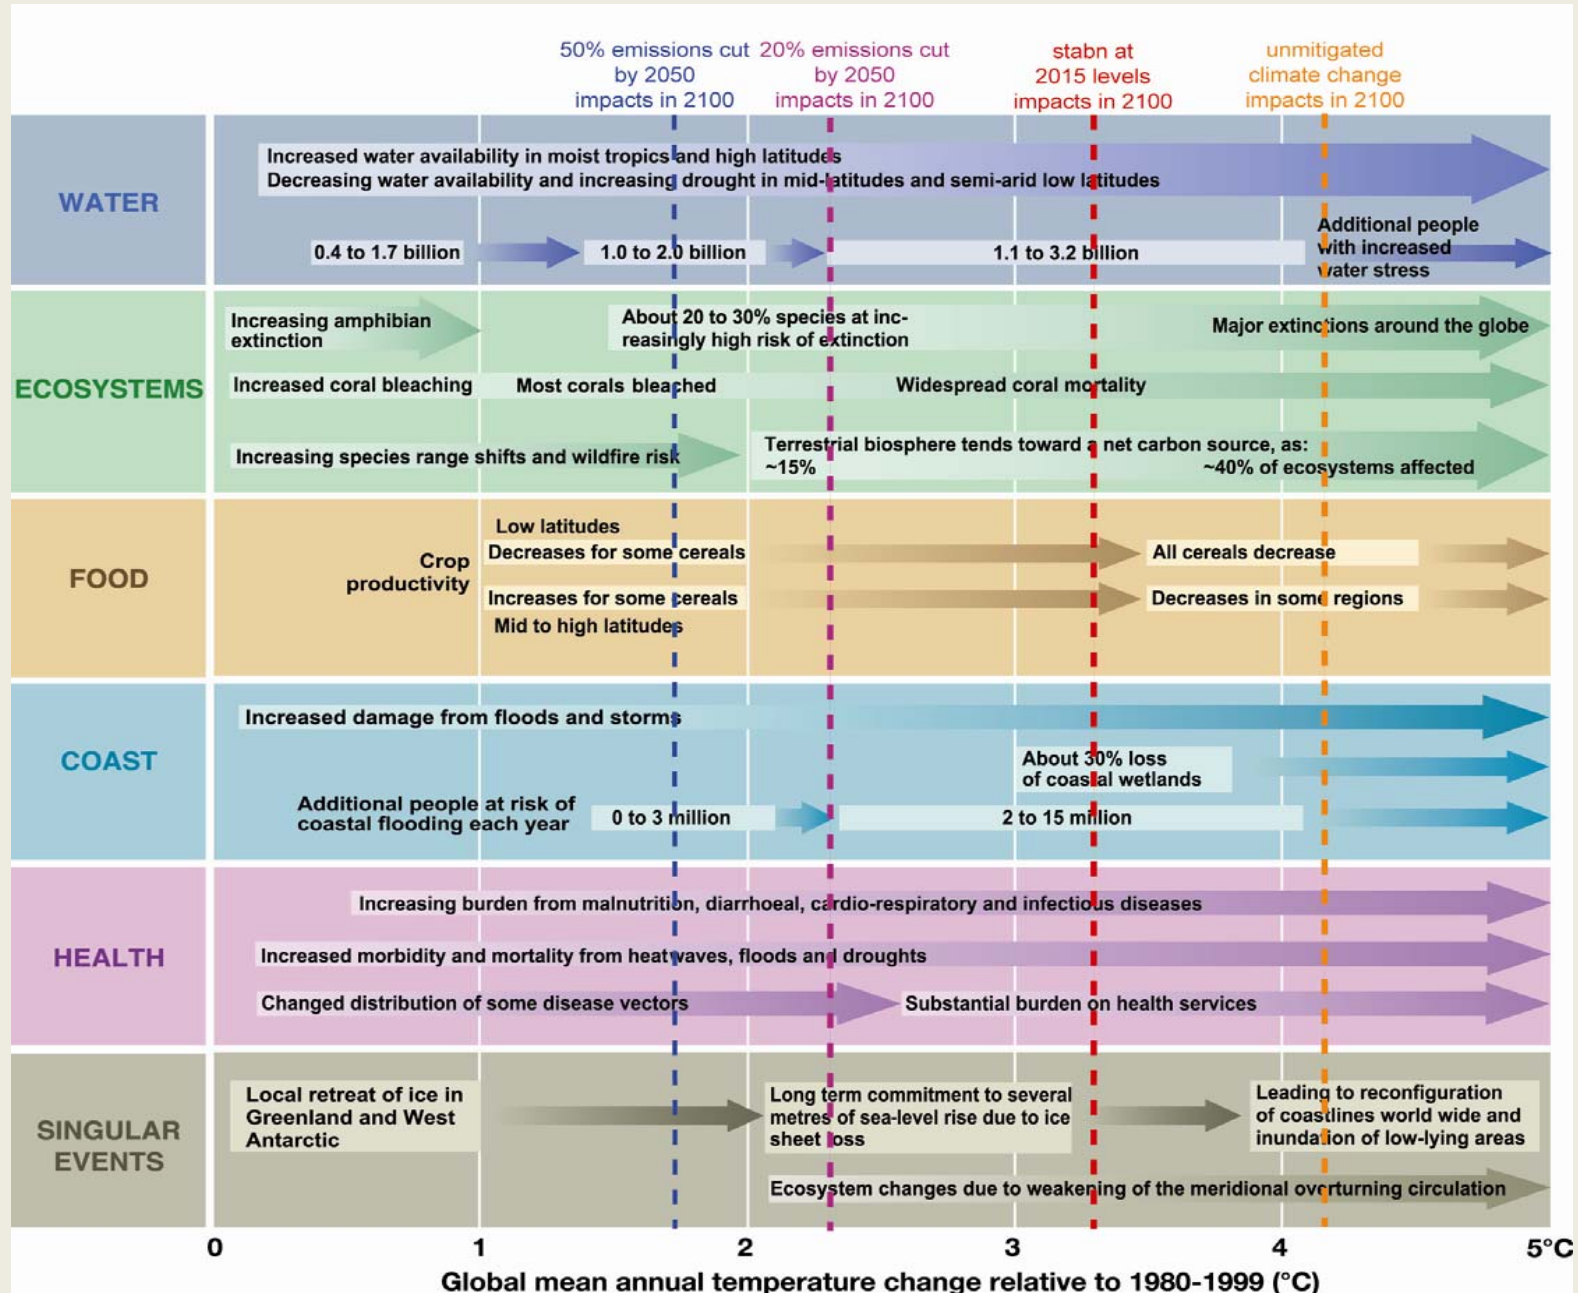 50% emissions cut
by 2050
impacts in 2100
20% emissions cut
by 2050
impacts in 2100
stabn at
2015 levels
impacts in 2100
unmitigated
climate change
impacts in 2100
WATER
Increased water availability in moist tropics and high latitudes
Decreasing water availability and increasing drought in mid-latitudes and semi-arid low latitudes
0.4 to 1.7 billion
1.0 to 2.0 billion
1.1 to 3.2 billion
Additional people
with increased
water stress
ECOSYSTEMS
Increasing amphibian
extinction
About 20 to 30% species at inc-
reasingly high risk of extinction
Major extinctions around the globe
Increased coral bleaching
Most corals bleached
Widespread coral mortality
Increasing species range shifts and wildfire risk
Terrestrial biosphere tends toward a net carbon source, as:
~15%
~40% of ecosystems affected
FOOD
Crop
productivity
Low latitudes
Decreases for some cereals
All cereals decrease
Increases for some cereals
Decreases in some regions
Mid to high latitudes
COAST
Increased damage from floods and storms
About 30% loss
of coastal wetlands
Additional people at risk of
coastal flooding each year
0 to 3 million
2 to 15 million
HEALTH
Increasing burden from malnutrition, diarrhoeal, cardio-respiratory and infectious diseases
Increased morbidity and mortality from heatwaves, floods and droughts
Changed distribution of some disease vectors
Substantial burden on health services
SINGULAR
EVENTS
Local retreat of ice in
Greenland and West
Antarctic
Long term commitment to several
metres of sea-level rise due to ice
sheet loss
Leading to reconfiguration
of coastlines world wide and
inundation of low-lying areas
Ecosystem changes due to weakening of the meridional overturning circulation
0
1
2
3
4
5°C
Global mean annual temperature change relative to 1980-1999 (°C)